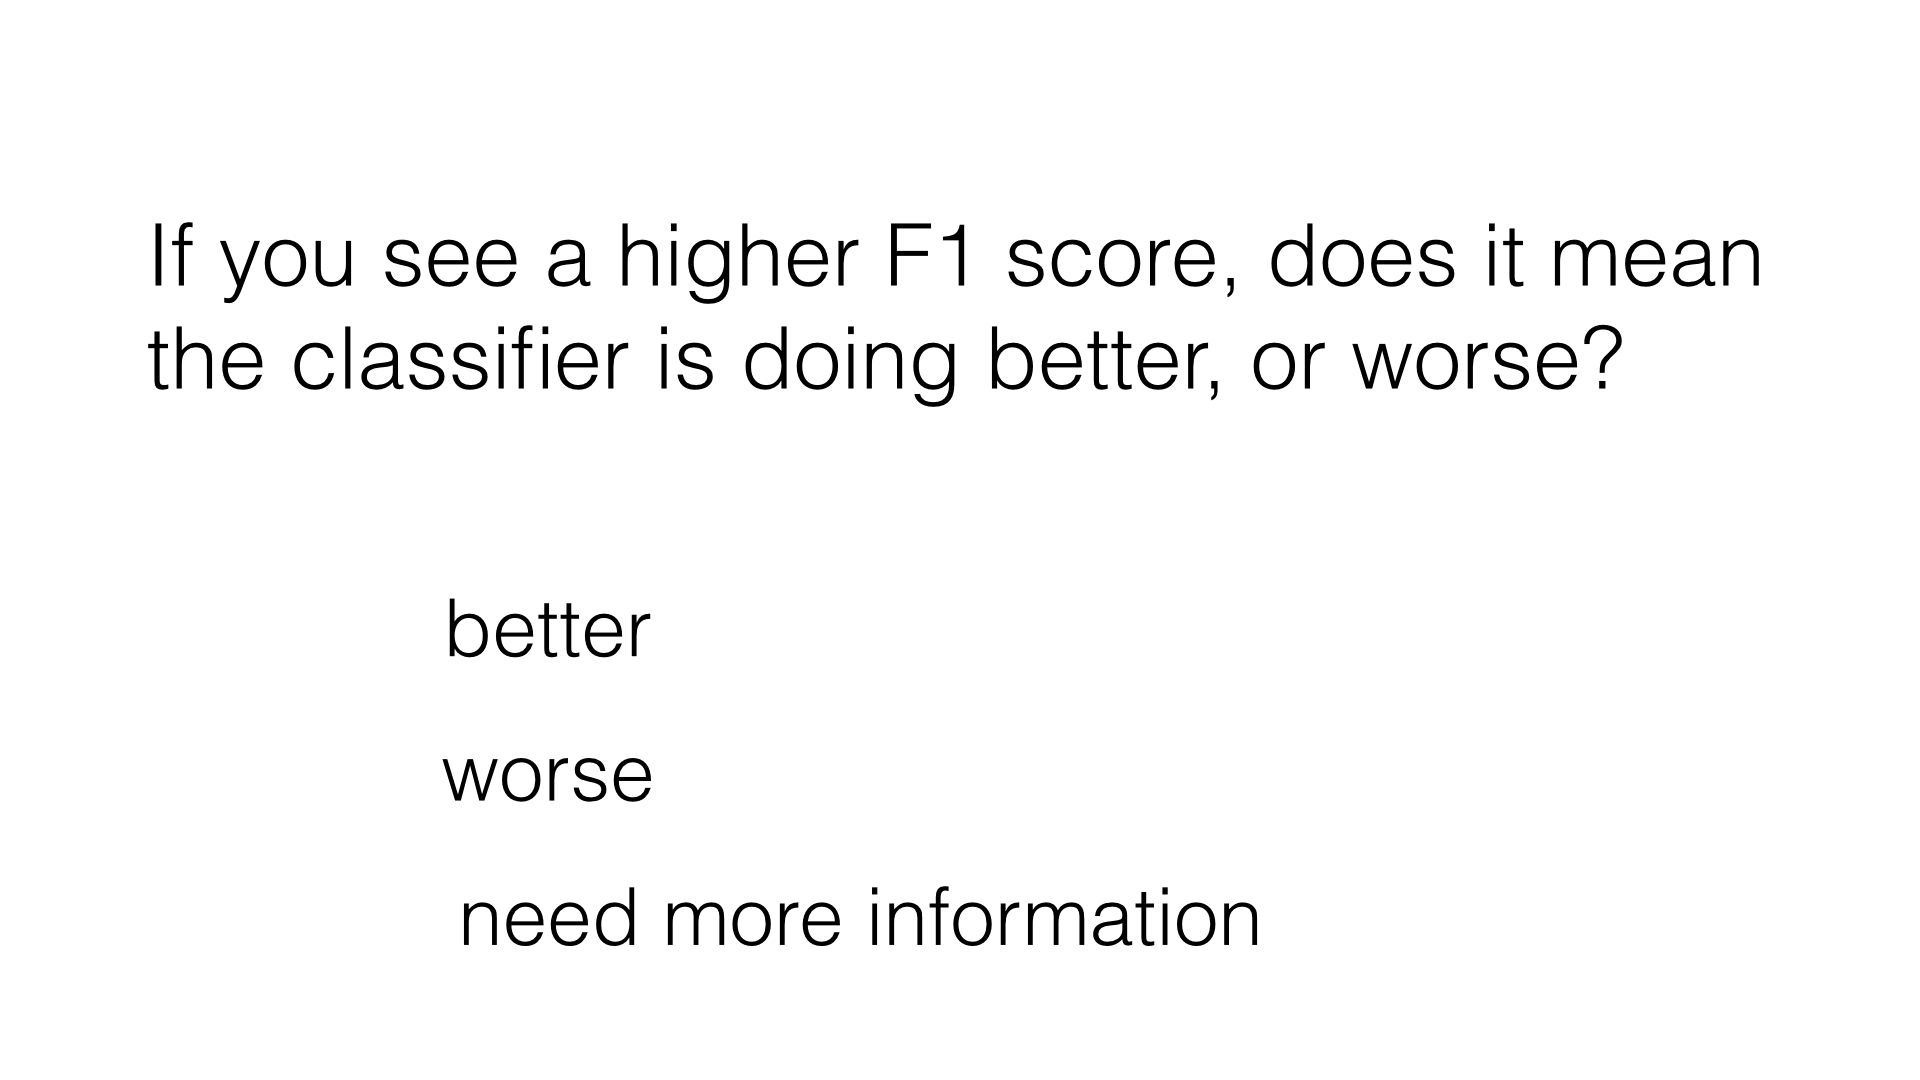 If you see a higher F1 score, does it mean
the classifier is doing better, or worse?
better
worse
need more information